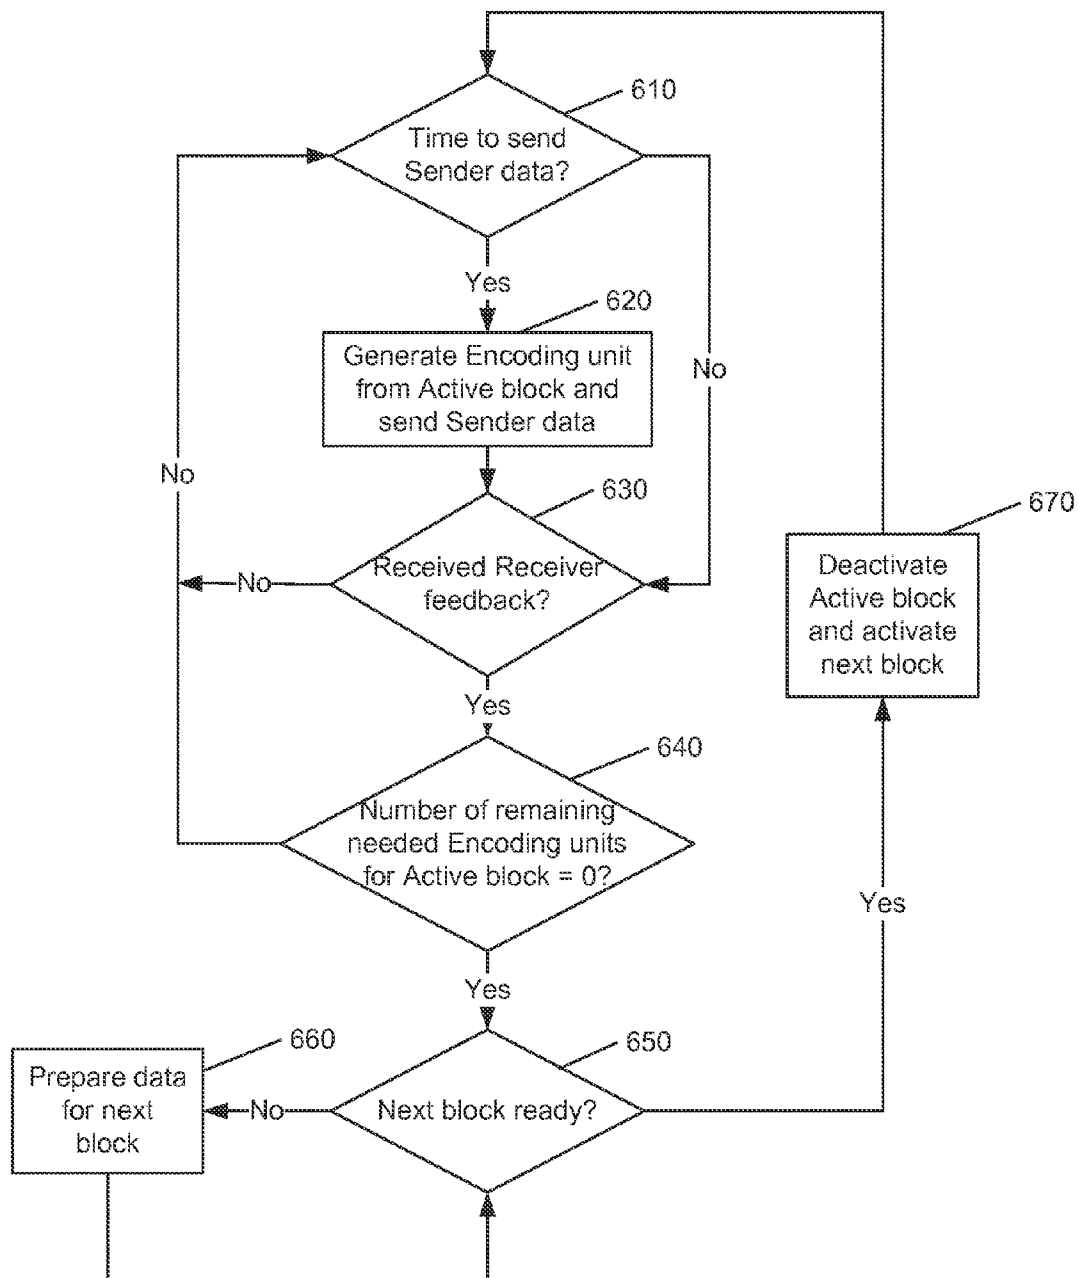 610
Time to send
Sender data?
Yes
620
Generate Encoding unit
from Active block and
send Sender data
No
No
630
Received Receiver
feedback?
No
670
Deactivate
Active block
and activate
next block
Yes
640
Number of remaining
needed Encoding units
for Active block = 0?
Yes
Yes
660
Prepare data
for next
block
No
650
Next block ready?